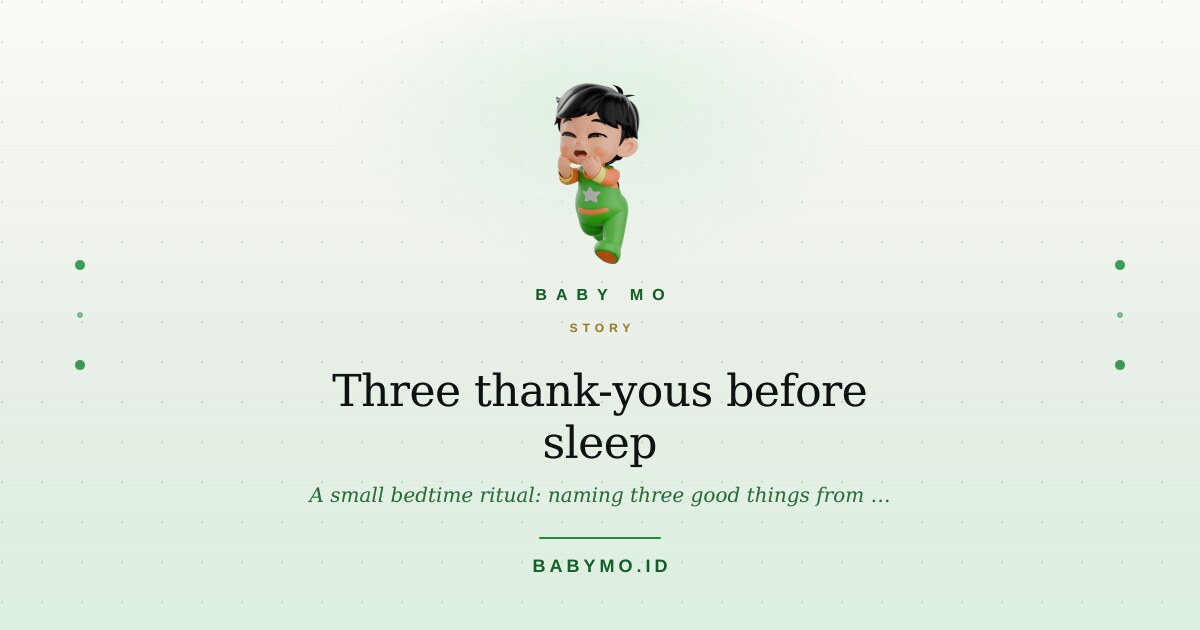 BABY MO
STORY
Three thank-yous before
sleep
A small bedtime ritual: naming three good things from ...
BABYMO.ID